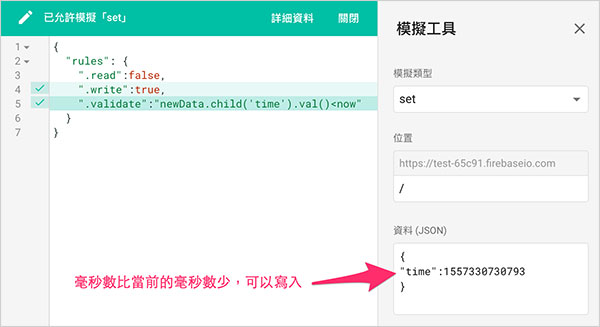 已允許模擬「set」 詳細資料 關閉
1 {
2 "rules": {
3 ".read":false,
4 ".write":true,
5 ".validate":"newData.child('time').val()<now"
6 }
7 }
毫秒數比當前的毫秒數少，可以寫入
模擬工具
模擬類型
set
位置
https://test-65c91.firebaseio.com
/
資料 (JSON)
{
"time":1557330730793
}